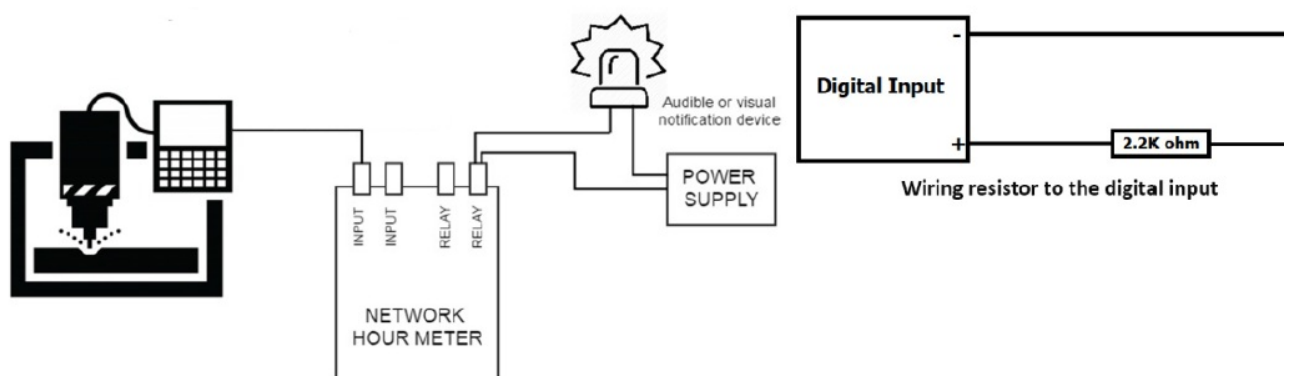 Audible or visual
notification device
POWER
SUPPLY
INPUT
INPUT
RELAY
RELAY
NETWORK
HOUR METER
-
Digital Input
+
2.2K ohm
Wiring resistor to the digital input